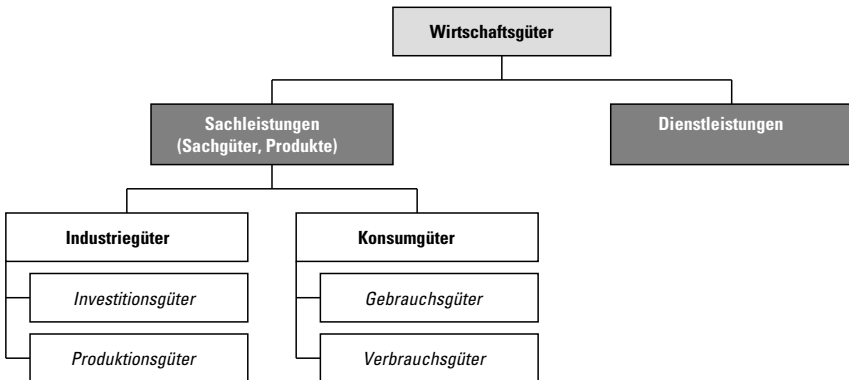 Wirtschaftsgüter
Sachleistungen
(Sachgüter, Produkte)
Dienstleistungen
Industriegüter
Konsumgüter
Investitionsgüter
Gebrauchsgüter
Produktionsgüter
Verbrauchsgüter